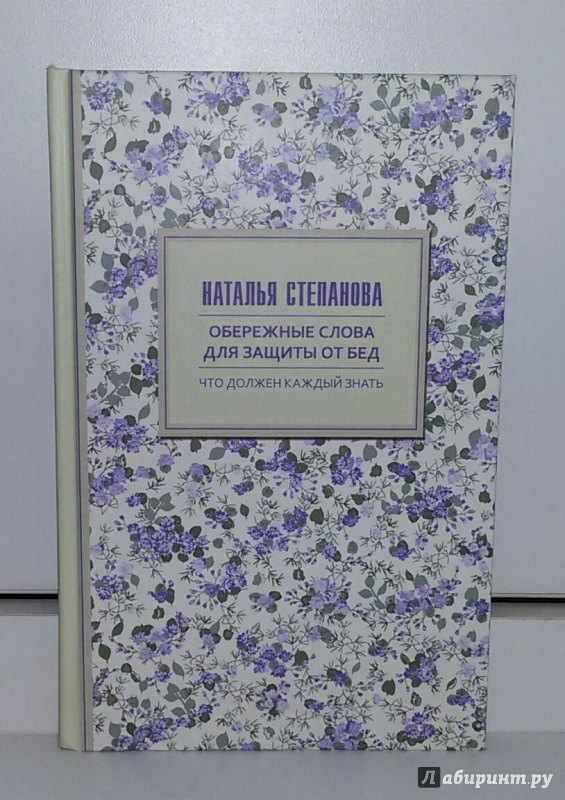 НАТАЛЬЯ СТЕПАНОВА
ОБЕРЕЖНЫЕ СЛОВА
ДЛЯ ЗАЩИТЫ ОТ БЕД
ЧТО ДОЛЖЕН КАЖДЫЙ ЗНАТЬ
Лабиринт.ру